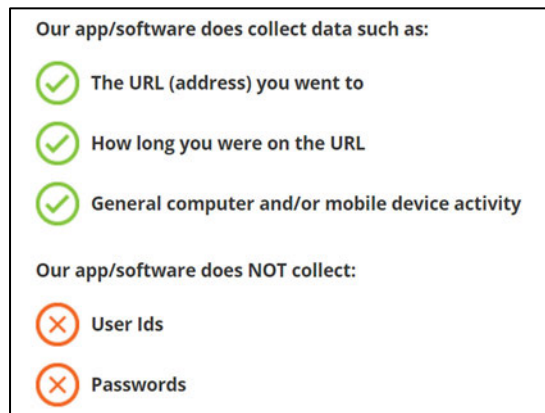 Our app/software does collect data such as:
The URL (address) you went to
How long you were on the URL
General computer and/or mobile device activity
Our app/software does NOT collect:
User Ids
Passwords